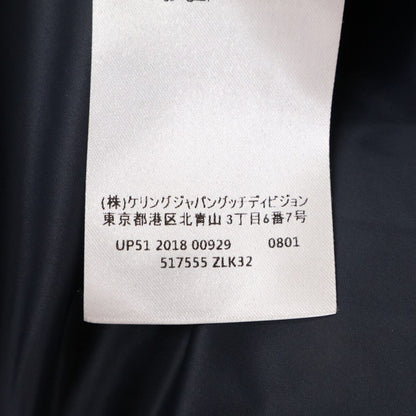 (株)ケリングジャパングッチディビジョン
東京都港区北青山3丁目6番7号
UP51 2018 00929 0801
517555 ZLK32